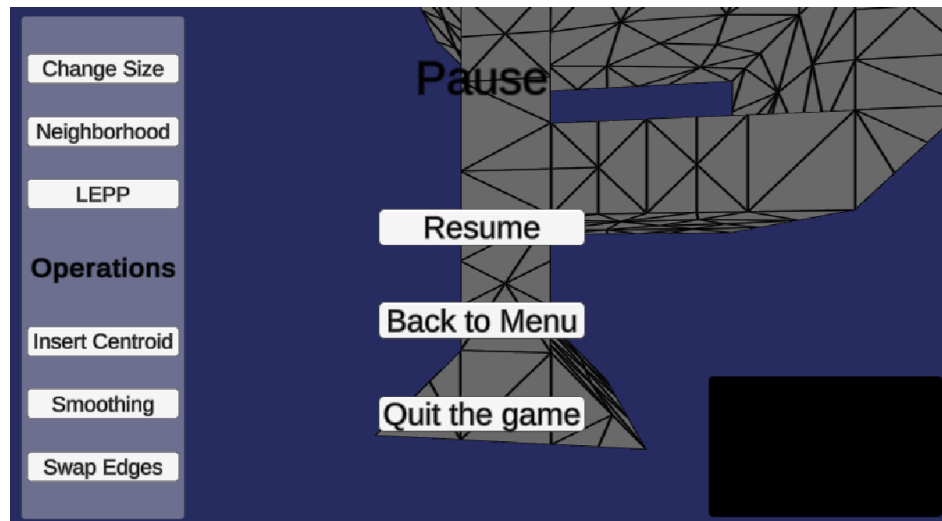 Change Size
Neighborhood
LEPP
Operations
Insert Centroid
Smoothing
Swap Edges
Pause
Resume
Back to Menu
Quit the game